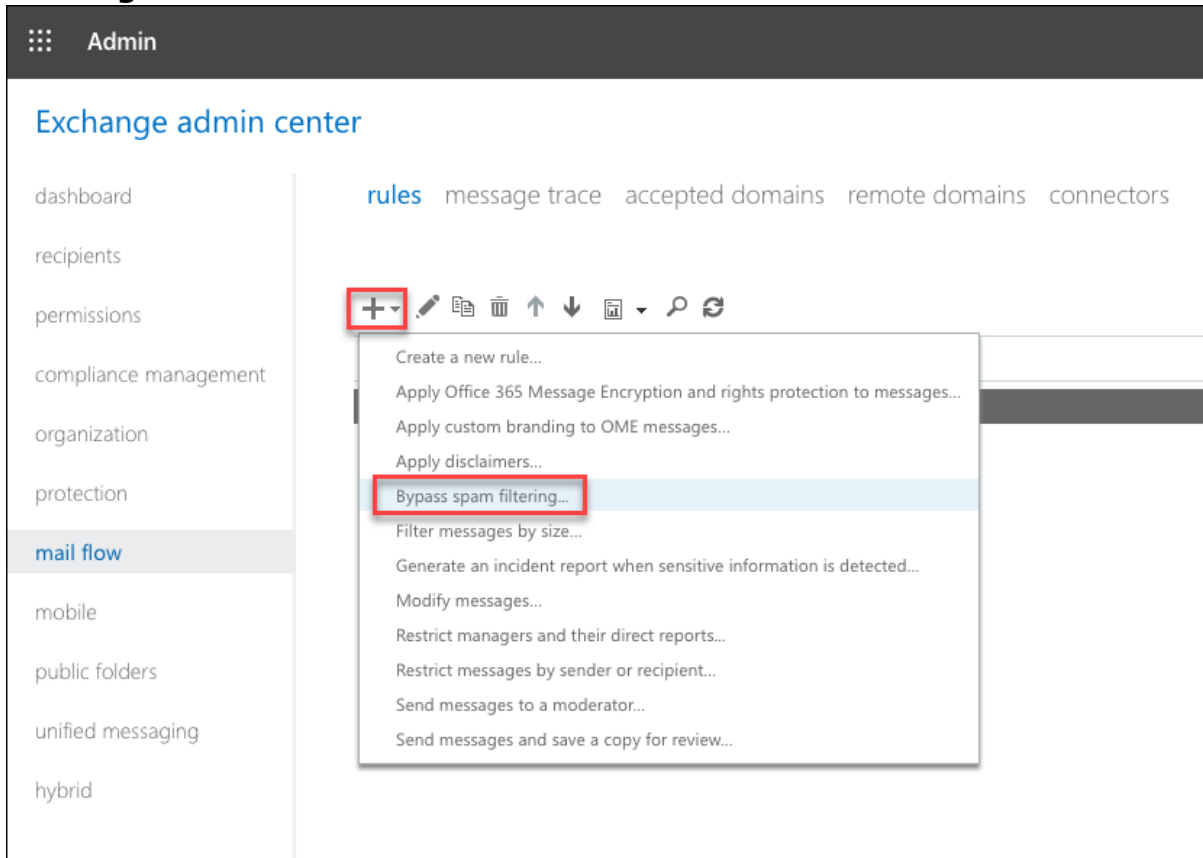 Admin
Exchange admin center
dashboard
recipients
permissions
compliance management
organization
protection
mail flow
mobile
public folders
unified messaging
hybrid
rules message trace accepted domains remote domains connectors
Create a new rule...
Apply Office 365 Message Encryption and rights protection to messages...
Apply custom branding to OME messages...
Apply disclaimers...
Bypass spam filtering...
Filter messages by size...
Generate an incident report when sensitive information is detected...
Modify messages...
Restrict managers and their direct reports...
Restrict messages by sender or recipient...
Send messages to a moderator...
Send messages and save a copy for review...